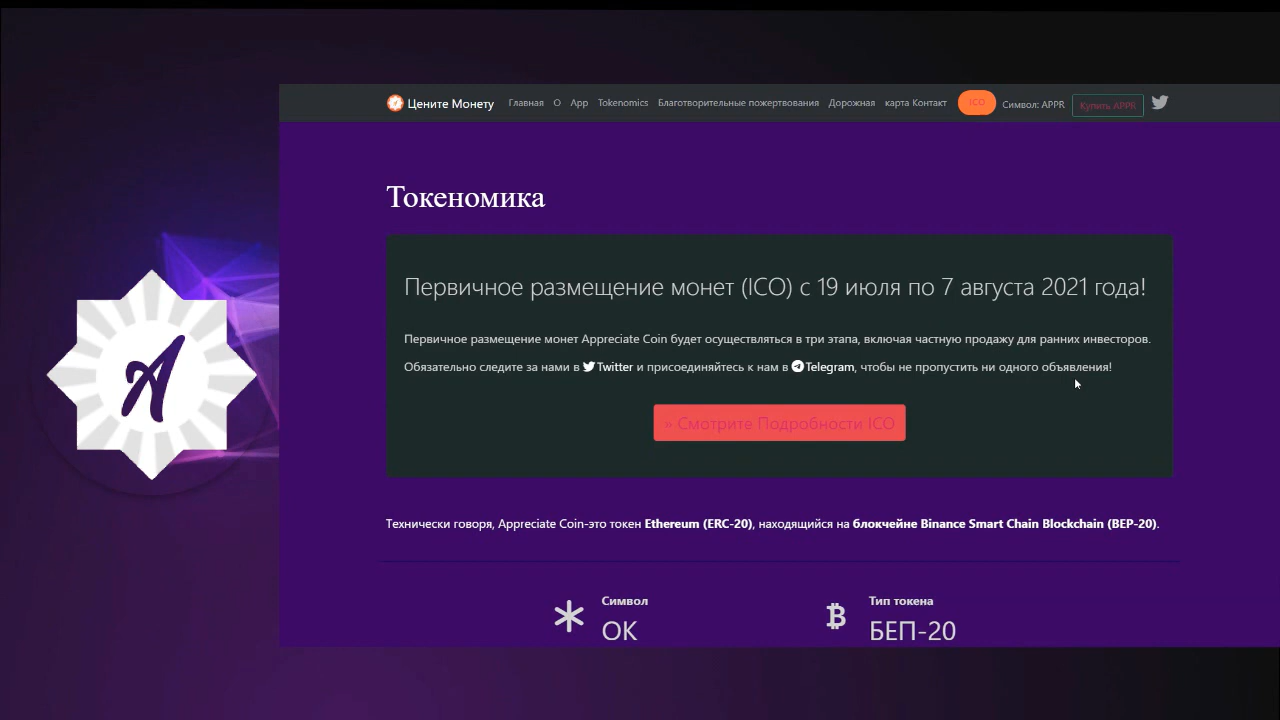 Цените Монету Главная О App Tokenomics Благотворительные пожертвования Дорожная карта Контакт ICO Символ: APPR Купить APPR
Токеномика
Первичное размещение монет (ICO) с 19 июля по 7 августа 2021 года!
Первичное размещение монет Appreciate Coin будет осуществляться в три этапа, включая частную продажу для ранних инвесторов.
Обязательно следите за нами в Twitter и присоединяйтесь к нам в Telegram, чтобы не пропустить ни одного объявления!
» Смотрите Подробности ICO
Технически говоря, Appreciate Coin-это токен Ethereum (ERC-20), находящийся на блокчейне Binance Smart Chain Blockchain (BEP-20).
Символ
ОК
Тип токена
БЕП-20
A